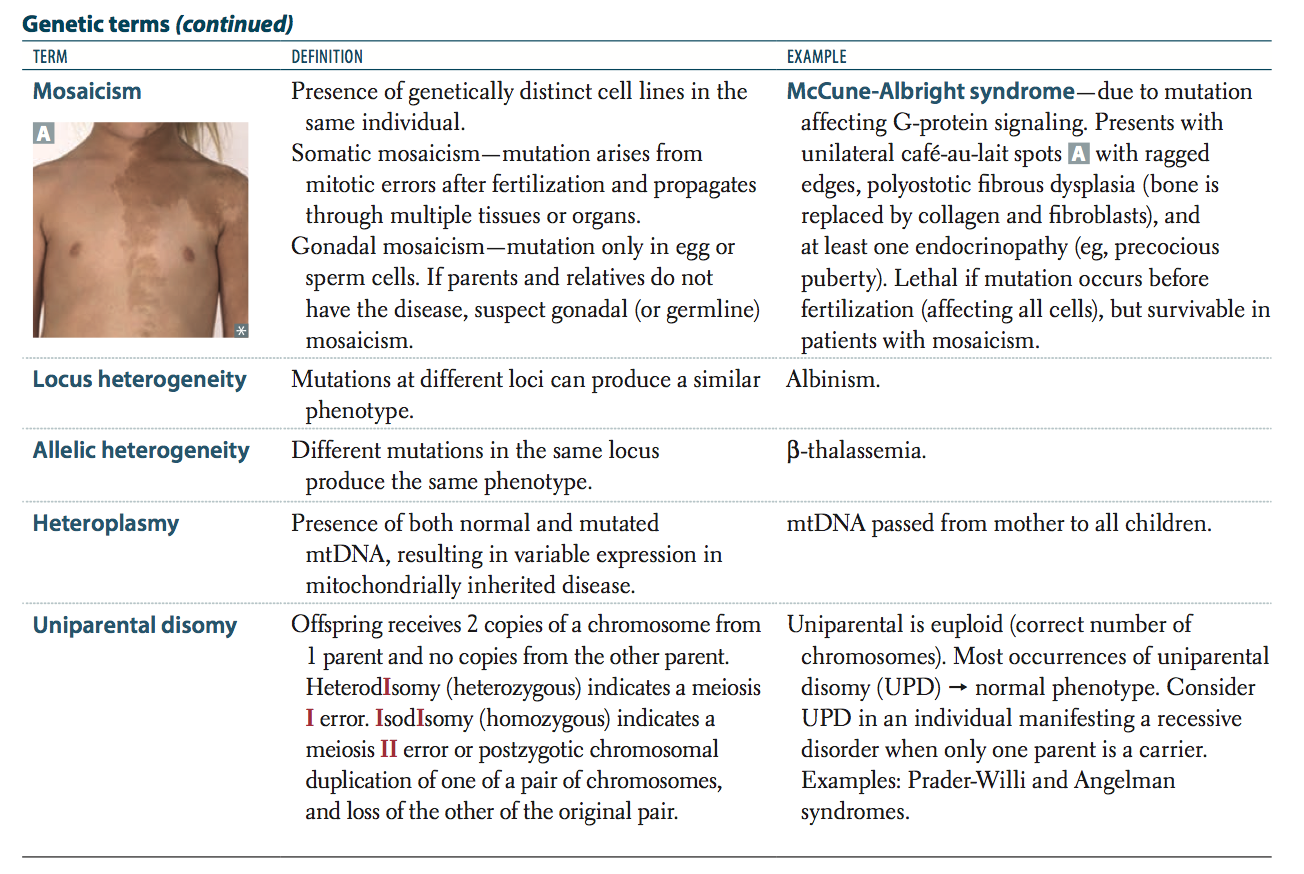 Genetic terms (continued)
TERM DEFINITION EXAMPLE
Mosaicism
A
*
Presence of genetically distinct cell lines in the
same individual.
Somatic mosaicism—mutation arises from
mitotic errors after fertilization and propagates
through multiple tissues or organs.
Gonadal mosaicism—mutation only in egg or
sperm cells. If parents and relatives do not
have the disease, suspect gonadal (or germline)
mosaicism.
McCune-Albright syndrome—due to mutation
affecting G-protein signaling. Presents with
unilateral café-au-lait spots A with ragged
edges, polyostotic fibrous dysplasia (bone is
replaced by collagen and fibroblasts), and
at least one endocrinopathy (eg, precocious
puberty). Lethal if mutation occurs before
fertilization (affecting all cells), but survivable in
patients with mosaicism.
Locus heterogeneity
Mutations at different loci can produce a similar
phenotype.
Albinism.
Allelic heterogeneity
Different mutations in the same locus
produce the same phenotype.
β-thalassemia.
Heteroplasmy
Presence of both normal and mutated
mtDNA, resulting in variable expression in
mitochondrially inherited disease.
mtDNA passed from mother to all children.
Uniparental disomy
Offspring receives 2 copies of a chromosome from
1 parent and no copies from the other parent.
HeterodIsomy (heterozygous) indicates a meiosis
I error. IsodIsomy (homozygous) indicates a
meiosis II error or postzygotic chromosomal
duplication of one of a pair of chromosomes,
and loss of the other of the original pair.
Uniparental is euploid (correct number of
chromosomes). Most occurrences of uniparental
disomy (UPD) → normal phenotype. Consider
UPD in an individual manifesting a recessive
disorder when only one parent is a carrier.
Examples: Prader-Willi and Angelman
syndromes.